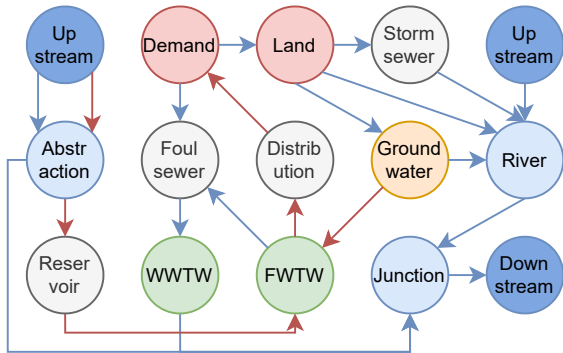 Up
stream
Demand
Land
Storm
sewer
Up
stream
Abstr
action
Foul
sewer
Distrib
ution
Ground
water
River
Reser
voir
WWTW
FWTW
Junction
Down
stream